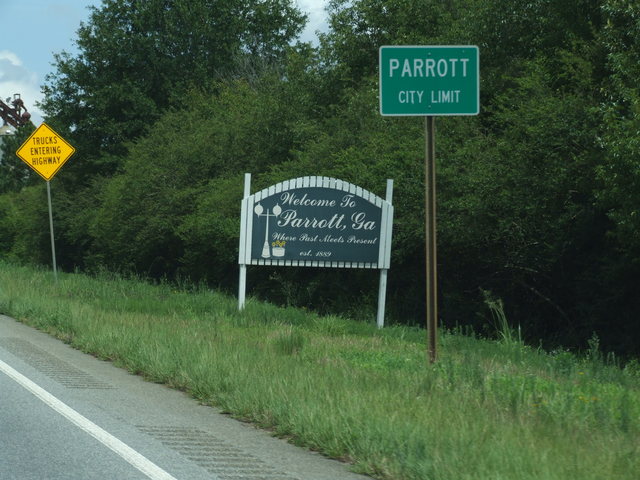 PARROTT
CITY LIMIT
TRUCKS
ENTERING
HIGHWAY
Welcome To
Parrott, Ga
Where Past Meets Present
est. 1889